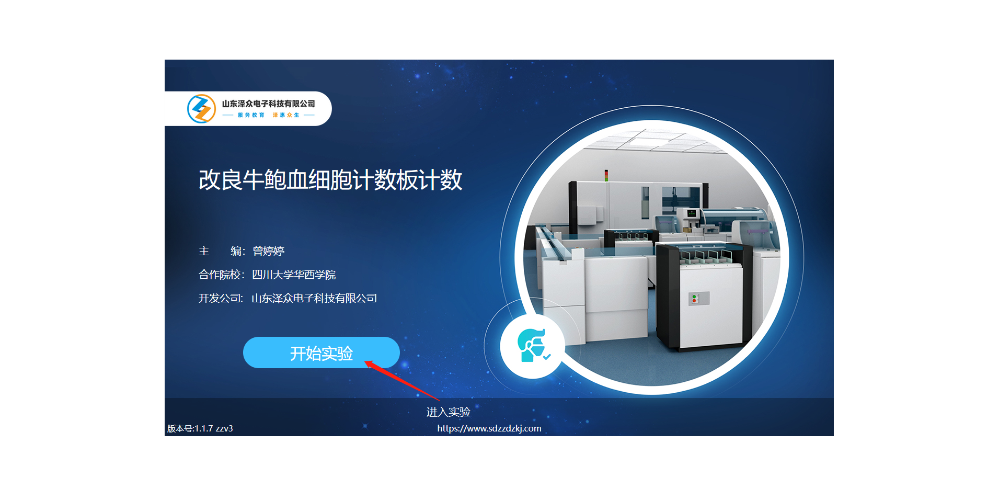 山东泽众电子科技有限公司
服务教育 泽惠众生
改良牛鲍血细胞计数板计数
主 编：曾婷婷
合作院校：四川大学华西学院
开发公司：山东泽众电子科技有限公司
开始实验
进入实验
版本号:1.1.7 zzv3
https://www.sdzzdzkj.com